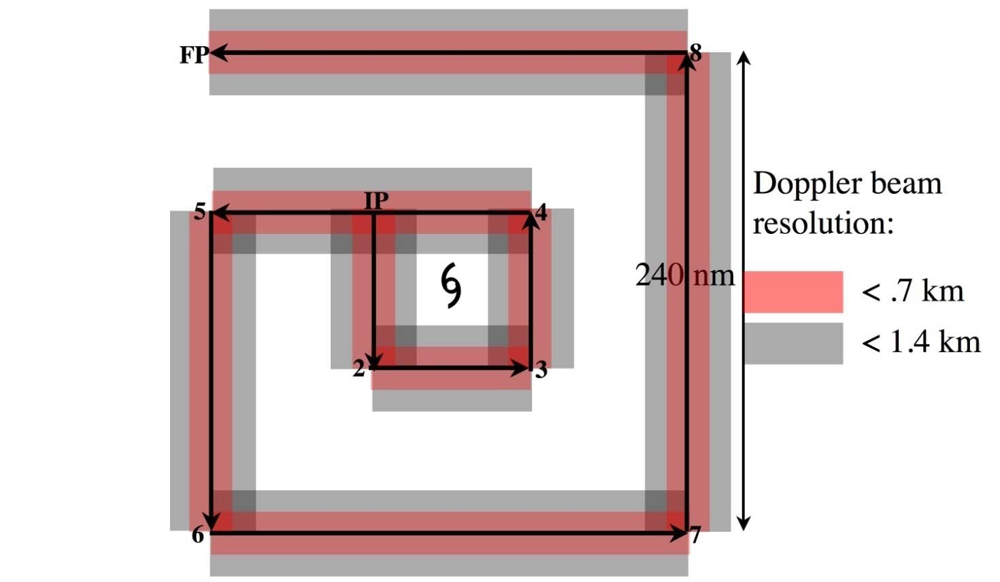 FP
8
Doppler beam
resolution:
5
IP
4
240 nm
< .7 km
< 1.4 km
2
3
6
7